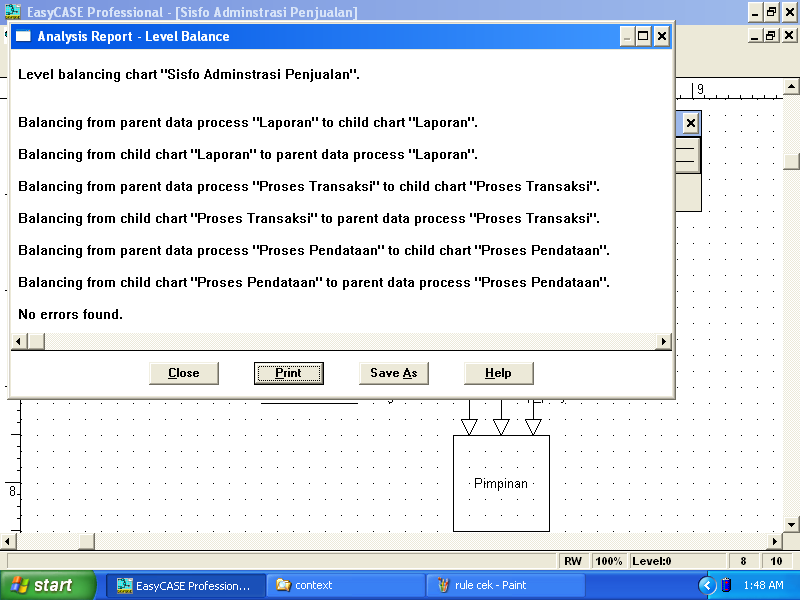 EasyCASE Professional - [Sisfo Adminstrasi Penjualan]
Analysis Report - Level Balance
Level balancing chart "Sisfo Adminstrasi Penjualan".
Balancing from parent data process "Laporan" to child chart "Laporan".
Balancing from child chart "Laporan" to parent data process "Laporan".
Balancing from parent data process "Proses Transaksi" to child chart "Proses Transaksi".
Balancing from child chart "Proses Transaksi" to parent data process "Proses Transaksi".
Balancing from parent data process "Proses Pendataan" to child chart "Proses Pendataan".
Balancing from child chart "Proses Pendataan" to parent data process "Proses Pendataan".
No errors found.
Close Print Save As Help
9
Pimpinan
8
RW 100% Level:0 8 10
start EasyCASE Profession... context rule cek - Paint 1:48 AM